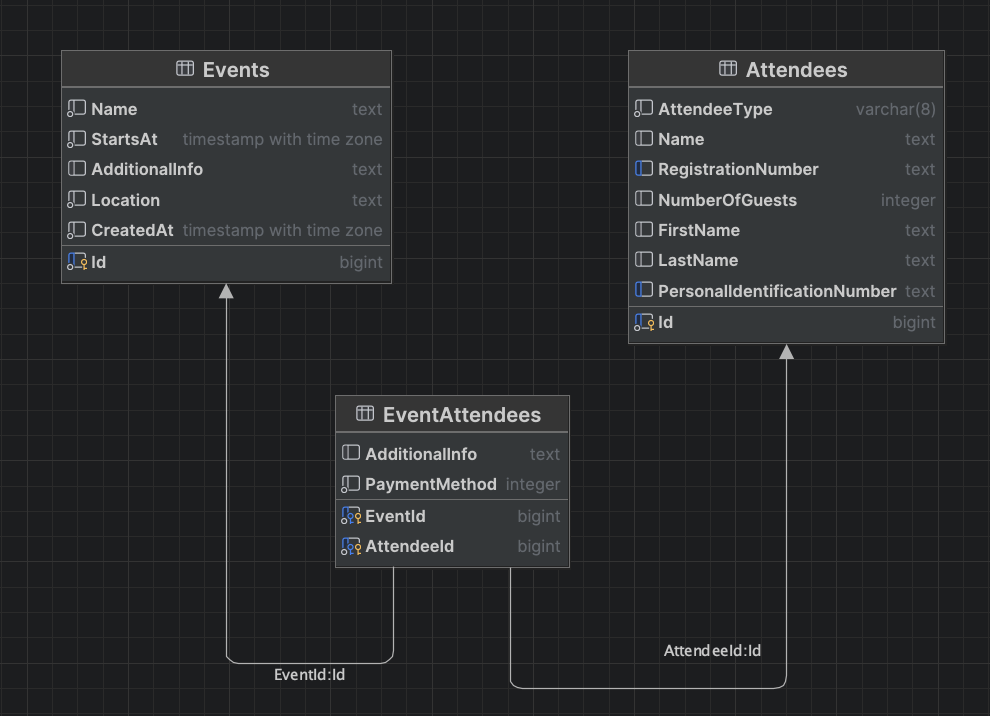 Events
Name text
StartsAt timestamp with time zone
AdditionalInfo text
Location text
CreatedAt timestamp with time zone
Id bigint
Attendees
AttendeeType varchar(8)
Name text
RegistrationNumber text
NumberOfGuests integer
FirstName text
LastName text
PersonalIdentificationNumber text
Id bigint
EventAttendees
AdditionalInfo text
PaymentMethod integer
EventId bigint
AttendeeId bigint
EventId:Id
AttendeeId:Id